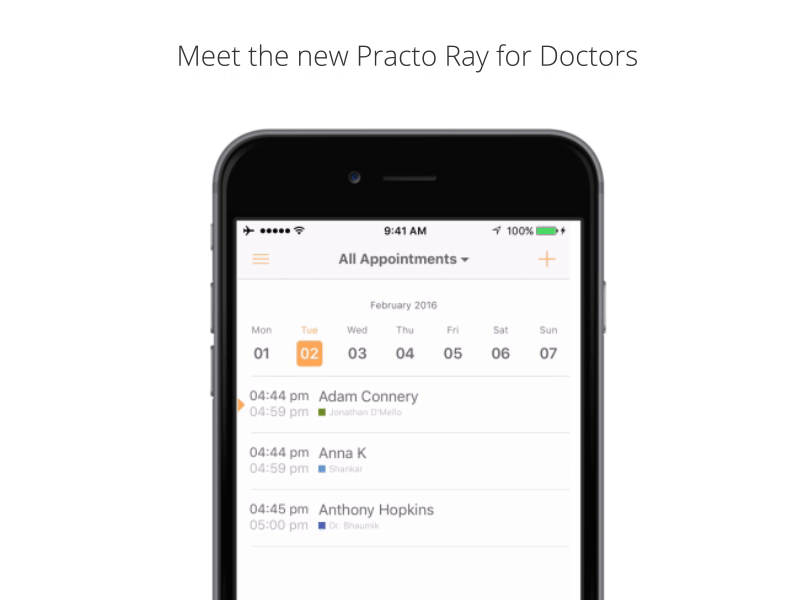 Meet the new Practo Ray for Doctors
9:41 AM 100%
All Appointments
February 2016
Mon Tue Wed Thu Fri Sat Sun
01 02 03 04 05 06 07
04:44 pm Adam Connery
04:59 pm Jonathan D'Mello
04:44 pm Anna K
04:59 pm Shankar
04:45 pm Anthony Hopkins
05:00 pm Dr. Bhaumik